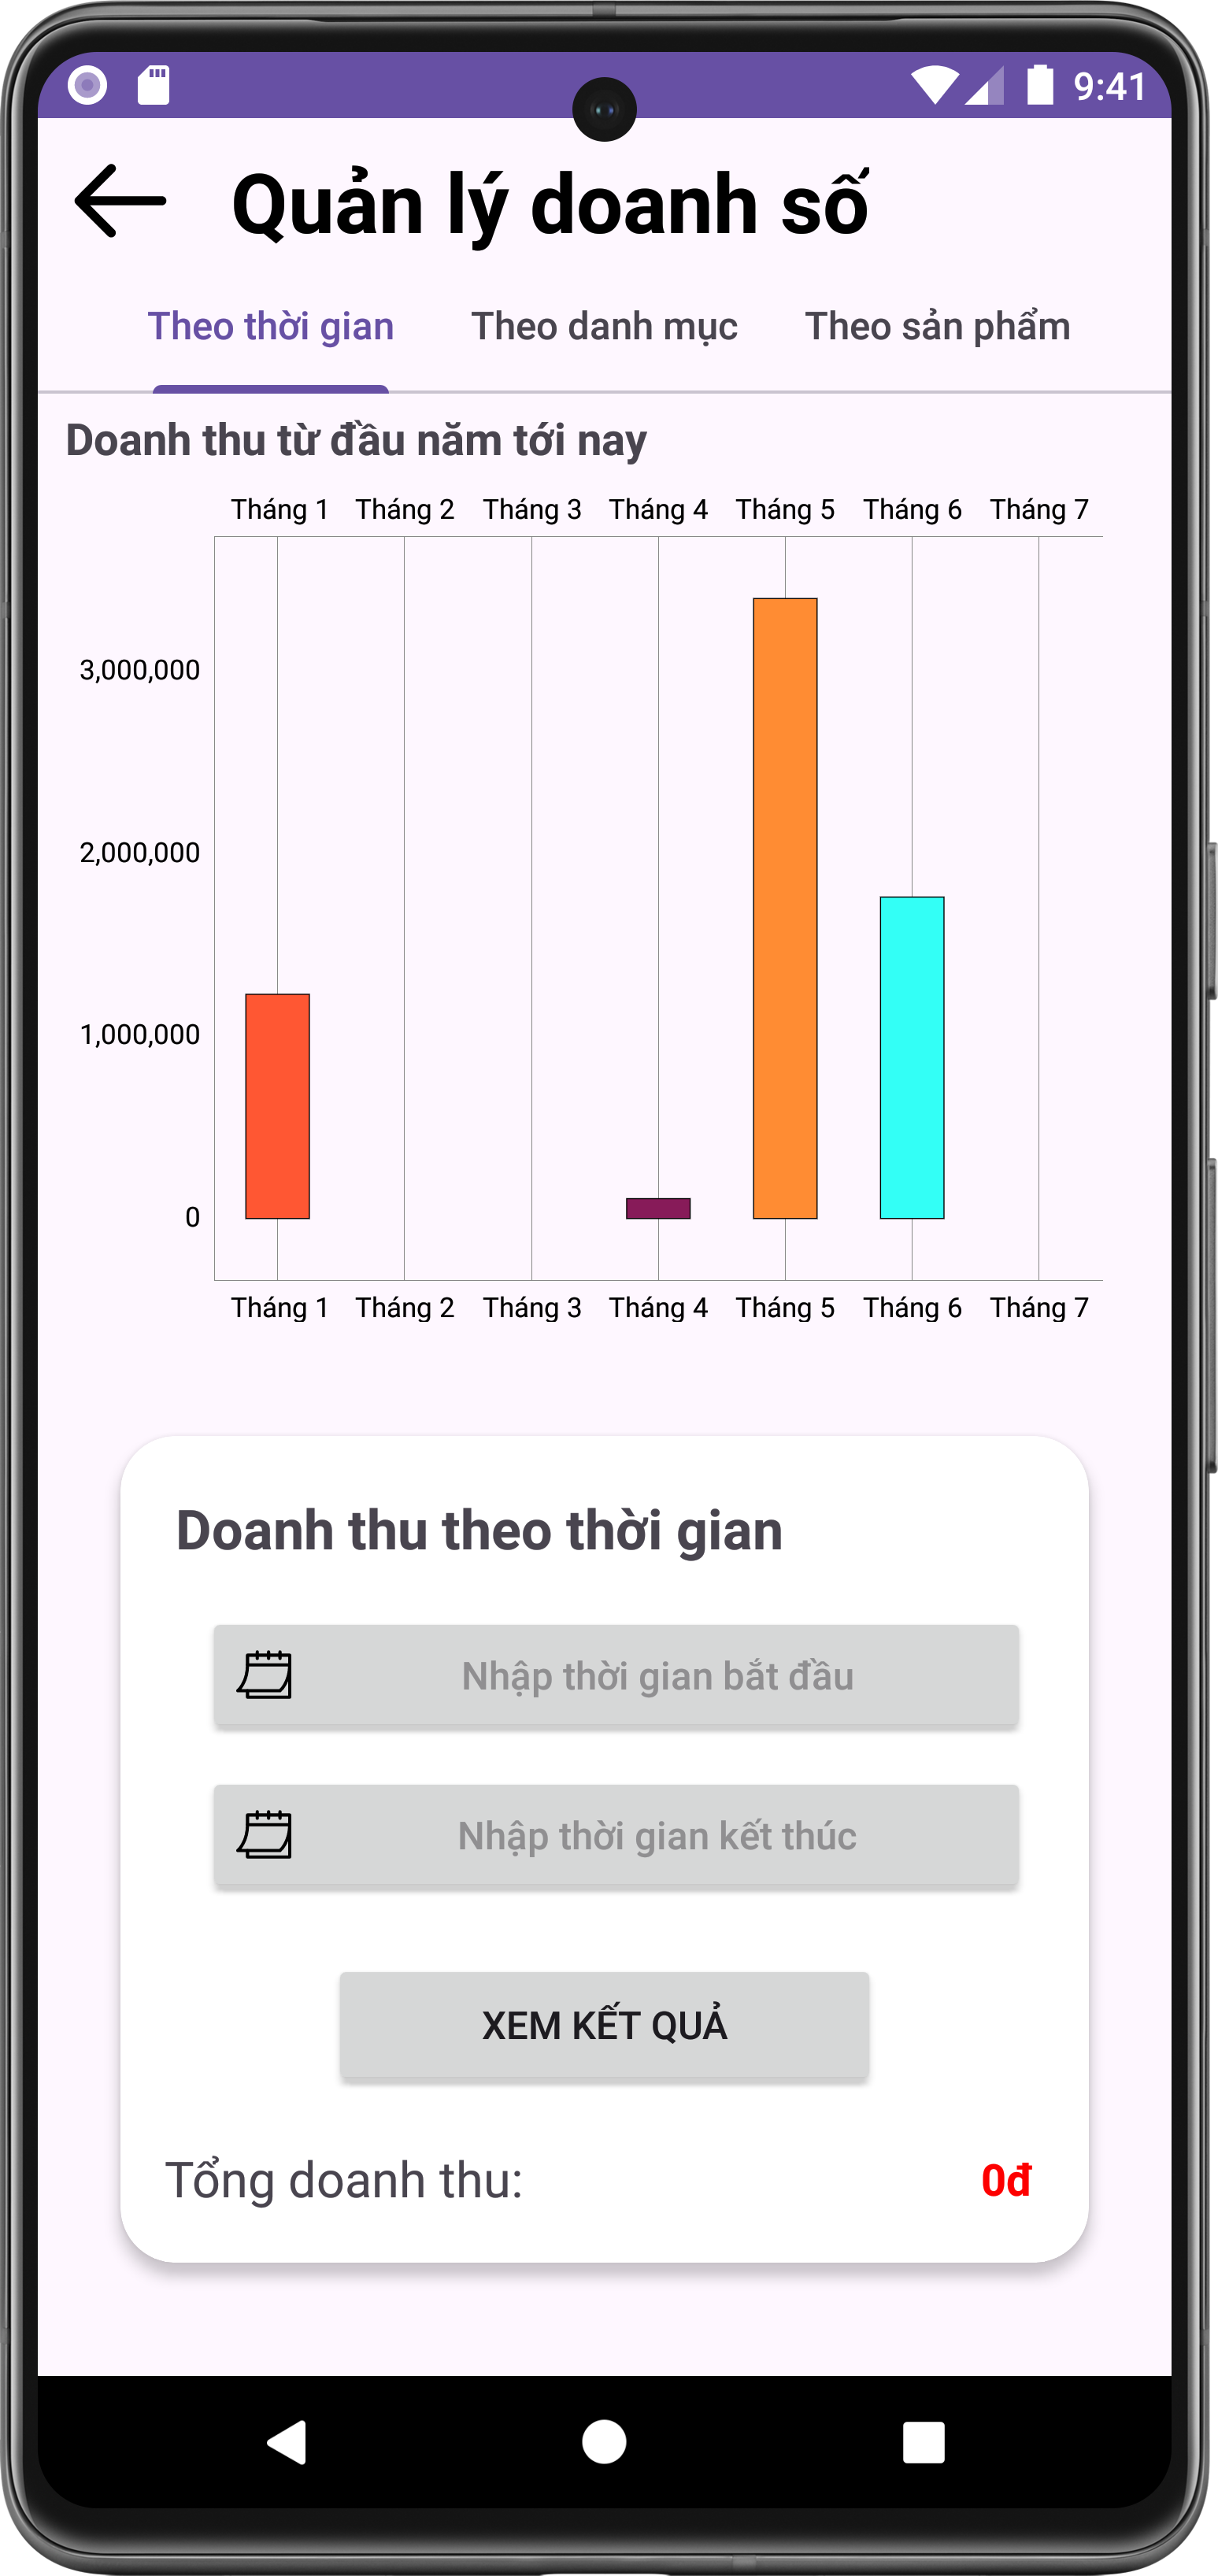 9:41
Quản lý doanh số
Theo thời gian Theo danh mục Theo sản phẩm
Doanh thu từ đầu năm tới nay
Tháng 1 Tháng 2 Tháng 3 Tháng 4 Tháng 5 Tháng 6 Tháng 7
3,000,000
2,000,000
1,000,000
0
Tháng 1 Tháng 2 Tháng 3 Tháng 4 Tháng 5 Tháng 6 Tháng 7
Doanh thu theo thời gian
Nhập thời gian bắt đầu
Nhập thời gian kết thúc
XEM KẾT QUẢ
Tổng doanh thu: 0đ